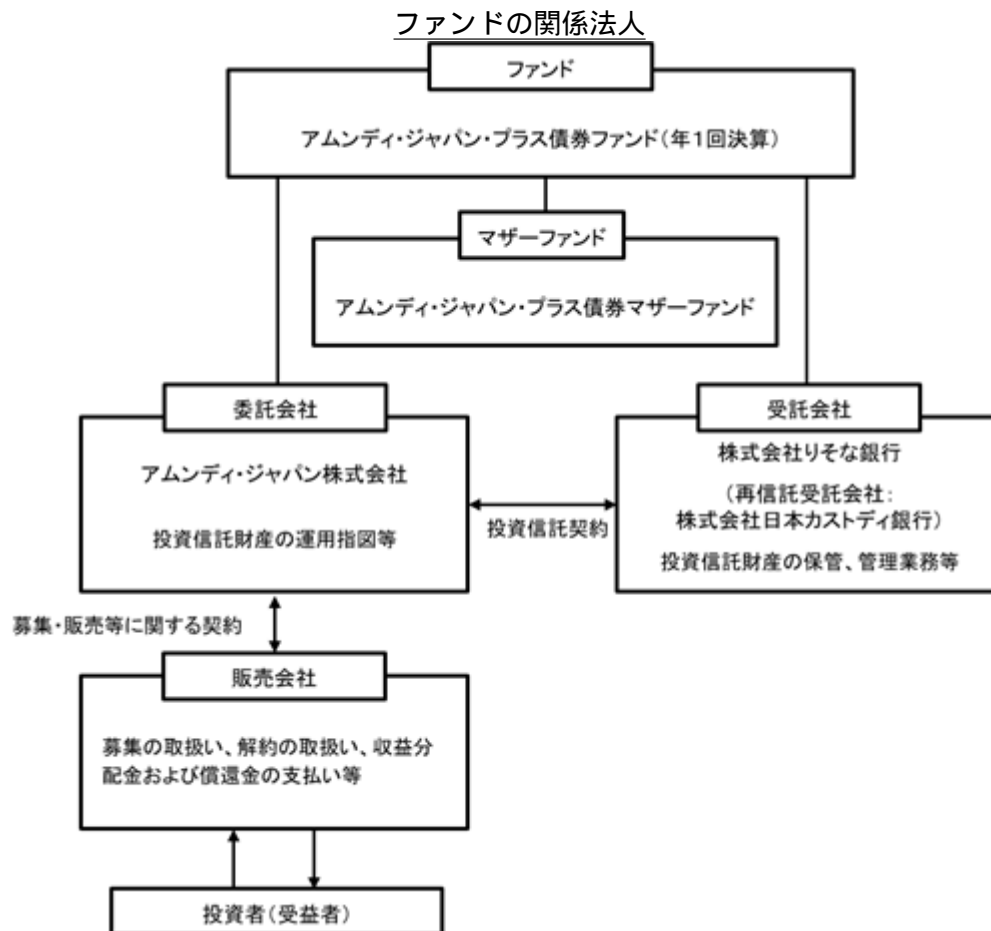 ファンドの関係法人
ファンド
アムンディ・ジャパン・プラス債券ファンド(年1回決算)
マザーファンド
アムンディ・ジャパン・プラス債券マザーファンド
委託会社
アムンディ・ジャパン株式会社
投資信託財産の運用指図等
投資信託契約
受託会社
株式会社りそな銀行
(再信託受託会社:
株式会社日本カストディ銀行)
投資信託財産の保管、管理業務等
募集・販売等に関する契約
販売会社
募集の取扱い、解約の取扱い、収益分
配金および償還金の支払い等
投資者(受益者)